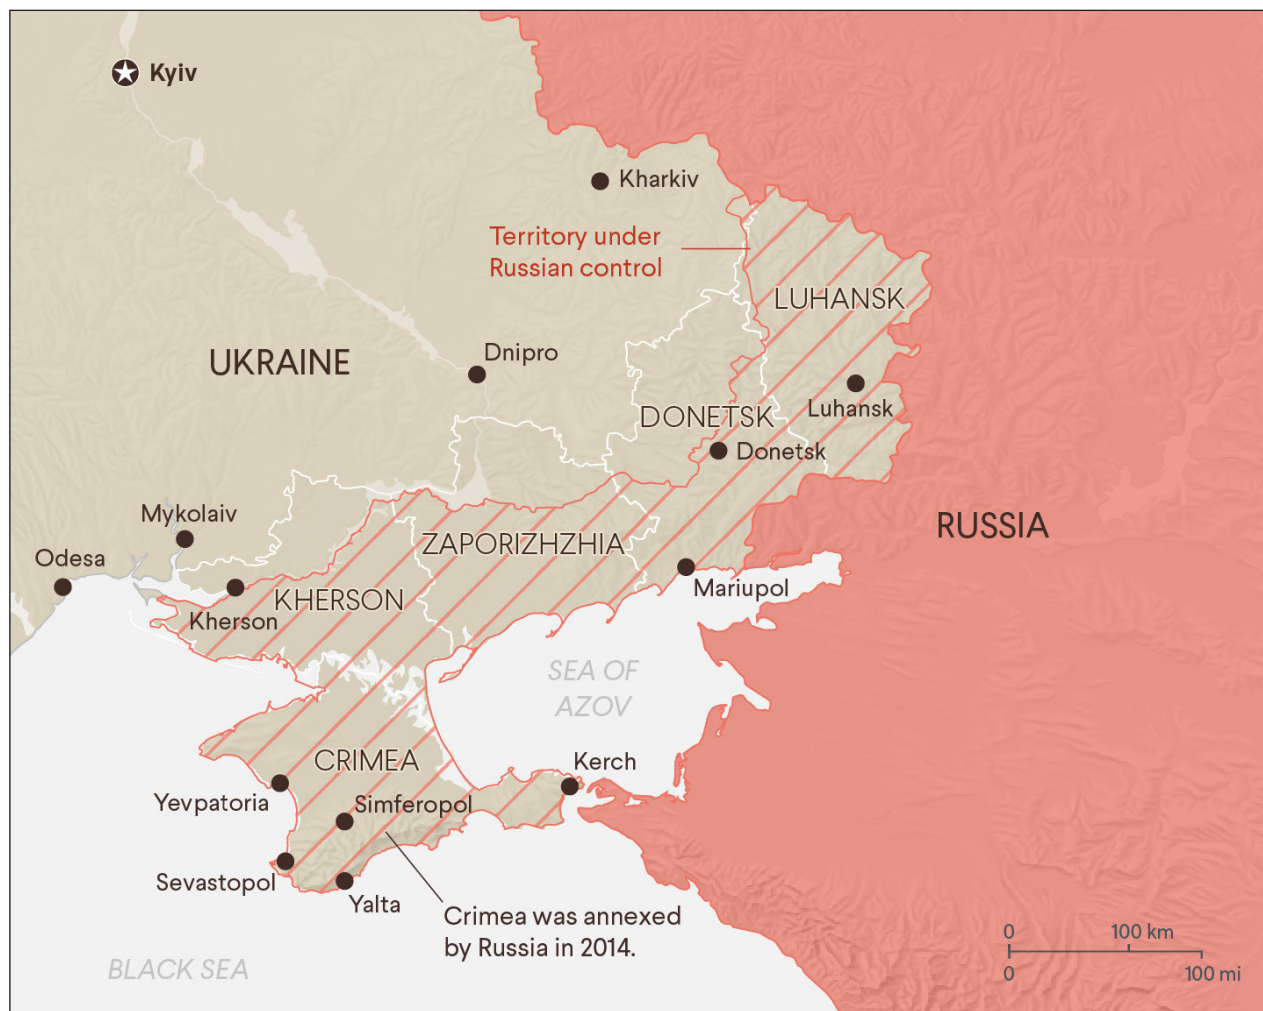 Kyiv
Kharkiv
Territory under
Russian control
LUHANSK
UKRAINE
Dnipro
Luhansk
DONETSK
Donetsk
Mykolaiv
RUSSIA
ZAPORIZHZHIA
Odesa
Mariupol
KHERSON
Kherson
SEA OF
AZOV
CRIMEA
Kerch
Yevpatoria
Simferopol
Sevastopol
Yalta
Crimea was annexed
by Russia in 2014.
BLACK SEA
0 100 km
0 100 mi